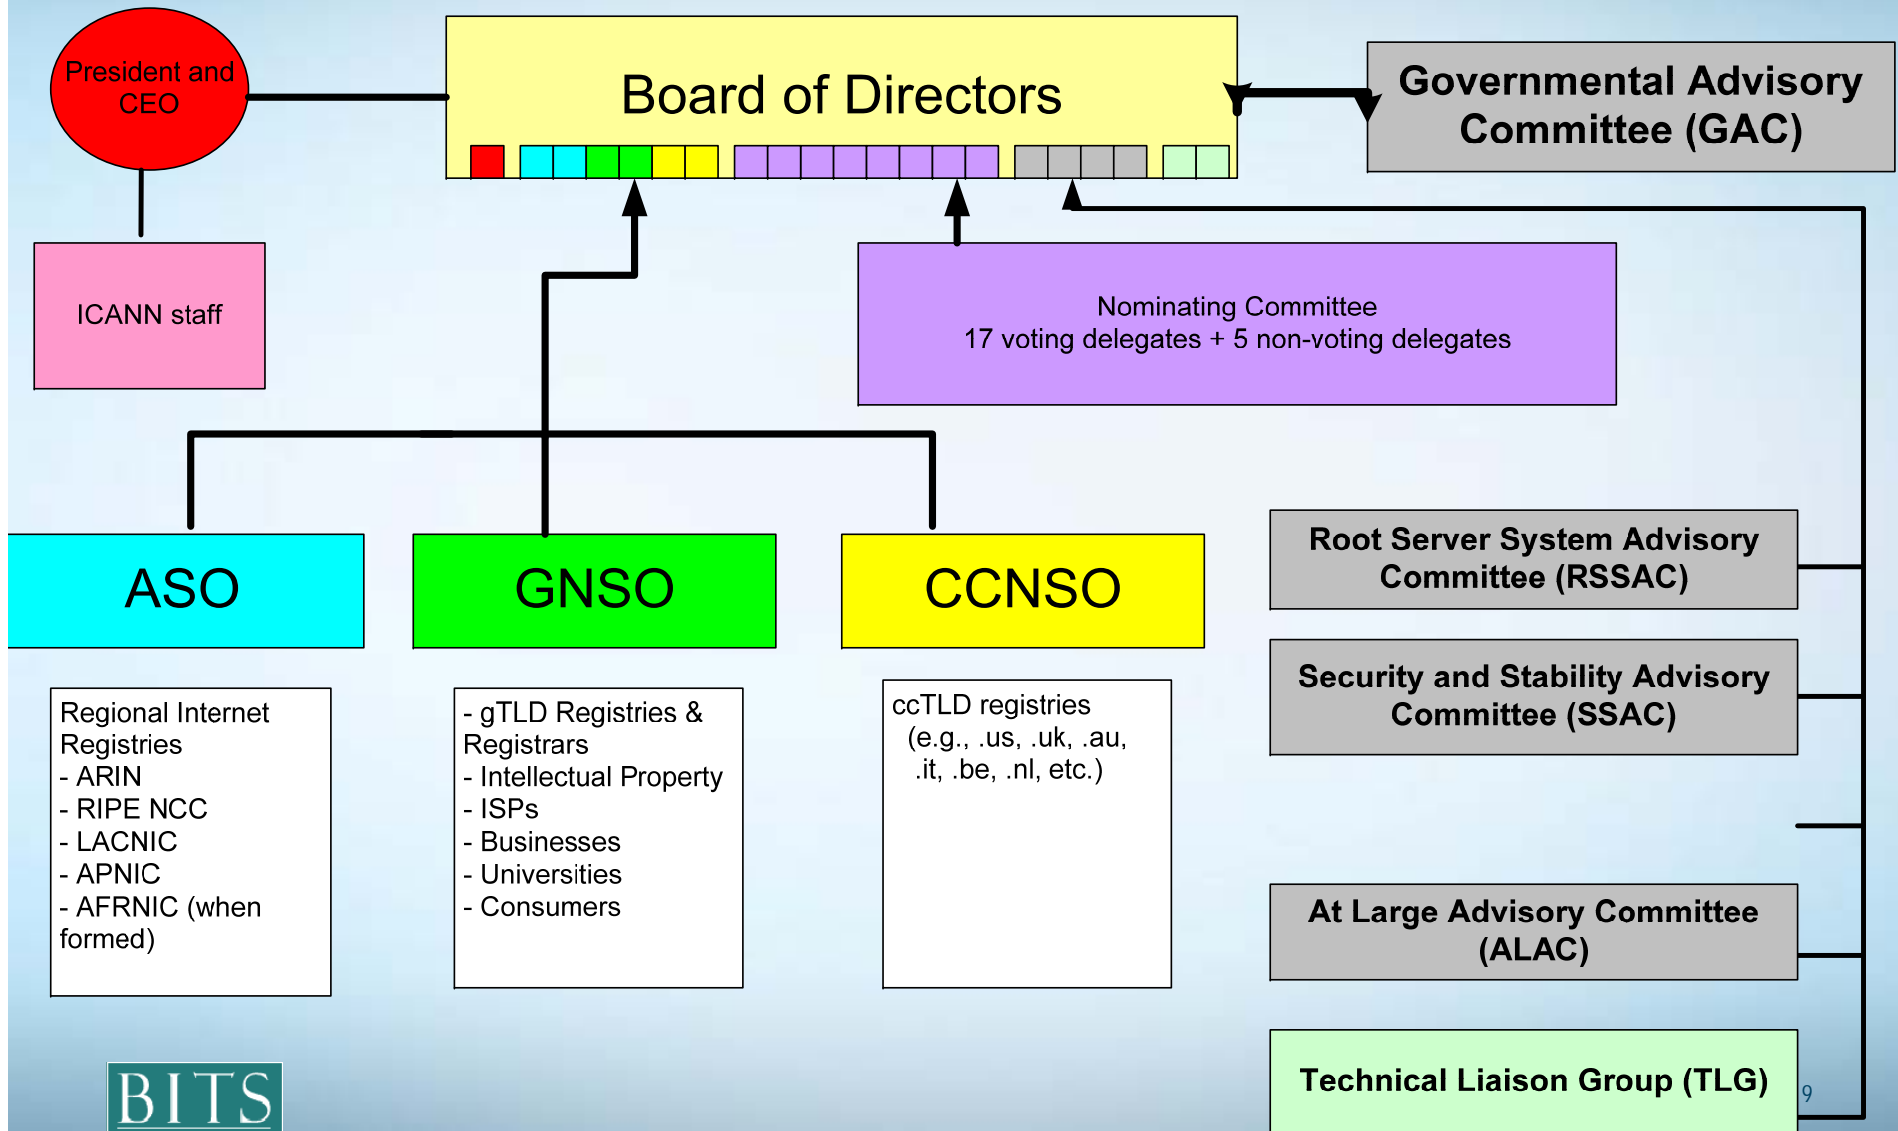 President and
CEO
Board of Directors
Governmental Advisory
Committee (GAC)
ICANN staff
Nominating Committee
17 voting delegates + 5 non-voting delegates
ASO
GNSO
CCNSO
Regional Internet
Registries
- ARIN
- RIPE NCC
- LACNIC
- APNIC
- AFRNIC (when
formed)
- gTLD Registries &
Registrars
- Intellectual Property
- ISPs
- Businesses
- Universities
- Consumers
ccTLD registries
(e.g., .us, .uk, .au,
.it, .be, .nl, etc.)
Root Server System Advisory
Committee (RSSAC)
Security and Stability Advisory
Committee (SSAC)
At Large Advisory Committee
(ALAC)
Technical Liaison Group (TLG)
9
BITS